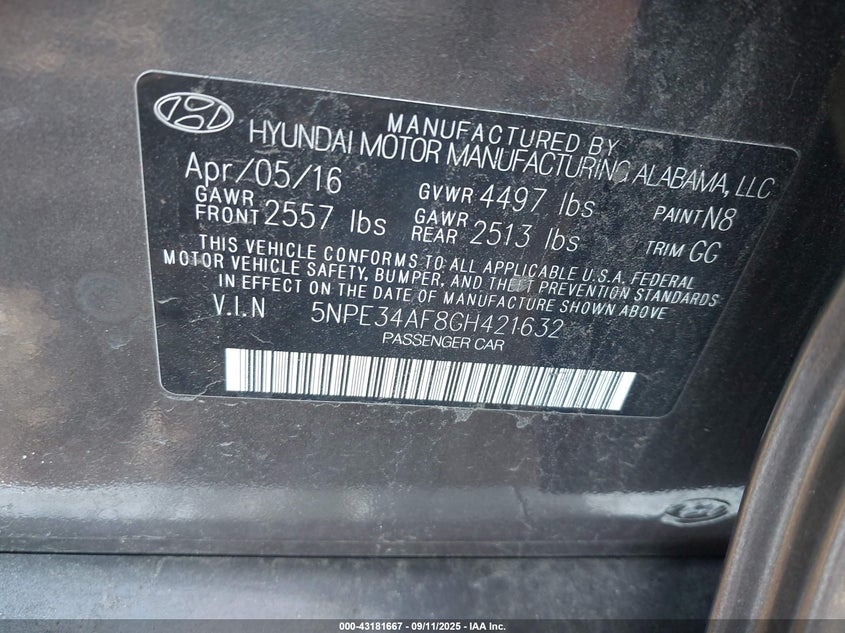 MANUFACTURED BY
HYUNDAI MOTOR MANUFACTURING ALABAMA, LLC
Apr/05/16 GVWR 4497 lbs PAINT N8
GAWR FRONT 2557 lbs GAWR REAR 2513 lbs TRIM GG
THIS VEHICLE CONFORMS TO ALL APPLICABLE U.S.A. FEDERAL
MOTOR VEHICLE SAFETY, BUMPER, AND THEFT PREVENTION STANDARDS
IN EFFECT ON THE DATE OF MANUFACTURE SHOWN ABOVE
V.I.N 5NPE34AF8GH421632
PASSENGER CAR
000-43181667 - 09/11/2025 - IAA Inc.